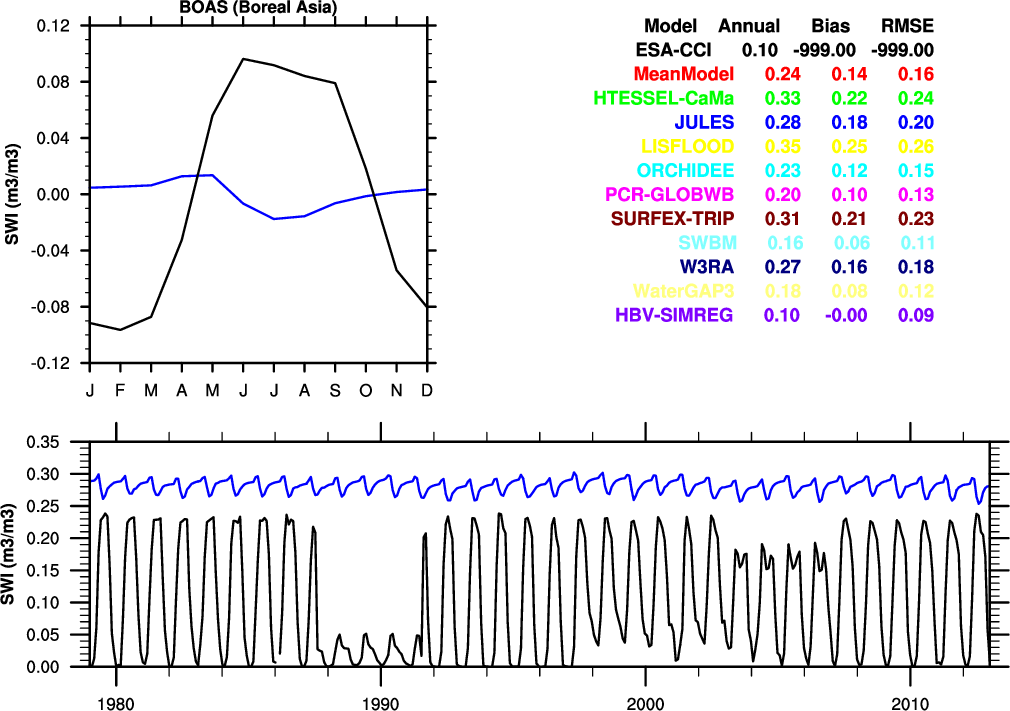 BOAS (Boreal Asia)
0.12
0.08
0.04
0.00
-0.04
-0.08
-0.12
SWI (m3/m3)
J F M A M J J A S O N D
Model Annual Bias RMSE
ESA-CCI 0.10 -999.00 -999.00
MeanModel 0.24 0.14 0.16
HTESSEL-CaMa 0.33 0.22 0.24
JULES 0.28 0.18 0.20
LISFLOOD 0.35 0.25 0.26
ORCHIDEE 0.23 0.12 0.15
PCR-GLOBWB 0.20 0.10 0.13
SURFEX-TRIP 0.31 0.21 0.23
SWBM 0.16 0.06 0.11
W3RA 0.27 0.16 0.18
WaterGAP3 0.18 0.08 0.12
HBV-SIMREG 0.10 -0.00 0.09
0.35
0.30
0.25
0.20
0.15
0.10
0.05
0.00
SWI (m3/m3)
1980 1990 2000 2010